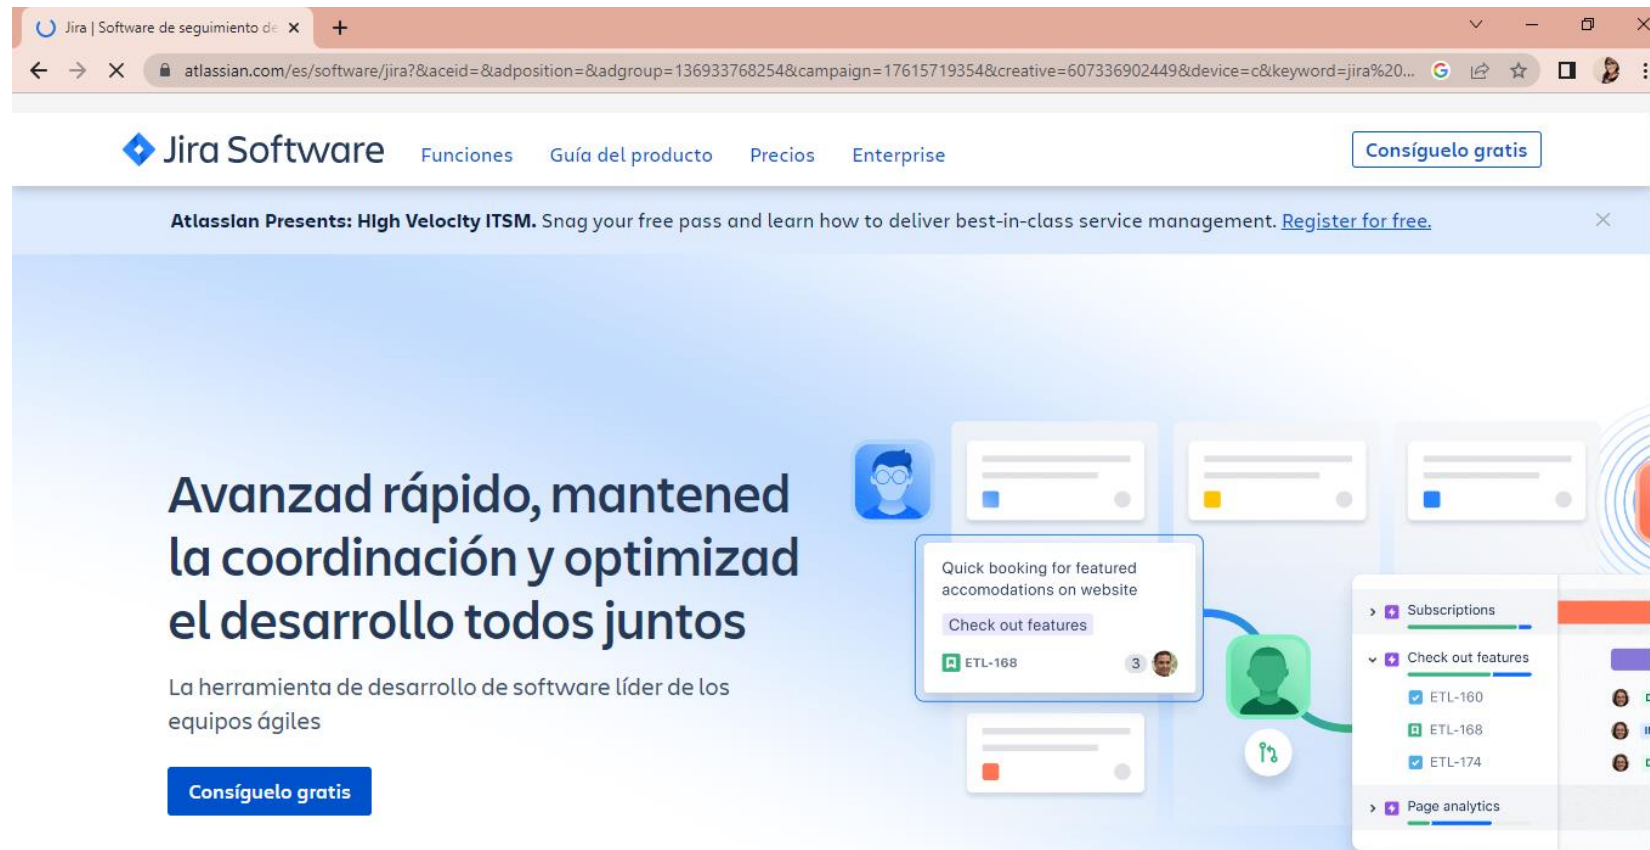 Jira | Software de seguimiento de
atlassian.com/es/software/jira?&aceid=&adposition=&adgroup=136933768254&campaign=17615719354&creative=607336902449&device=c&keyword=jira%20...
Jira Software Funciones Guía del producto Precios Enterprise Consíguelo gratis
Atlassian Presents: High Velocity ITSM. Snag your free pass and learn how to deliver best-in-class service management. Register for free.
Avanzad rápido, mantened
la coordinación y optimizad
el desarrollo todos juntos
La herramienta de desarrollo de software líder de los
equipos ágiles
Consíguelo gratis
Quick booking for featured
accomodations on website
Check out features
ETL-168 3
Subscriptions
Check out features
ETL-160
ETL-168
ETL-174
Page analytics